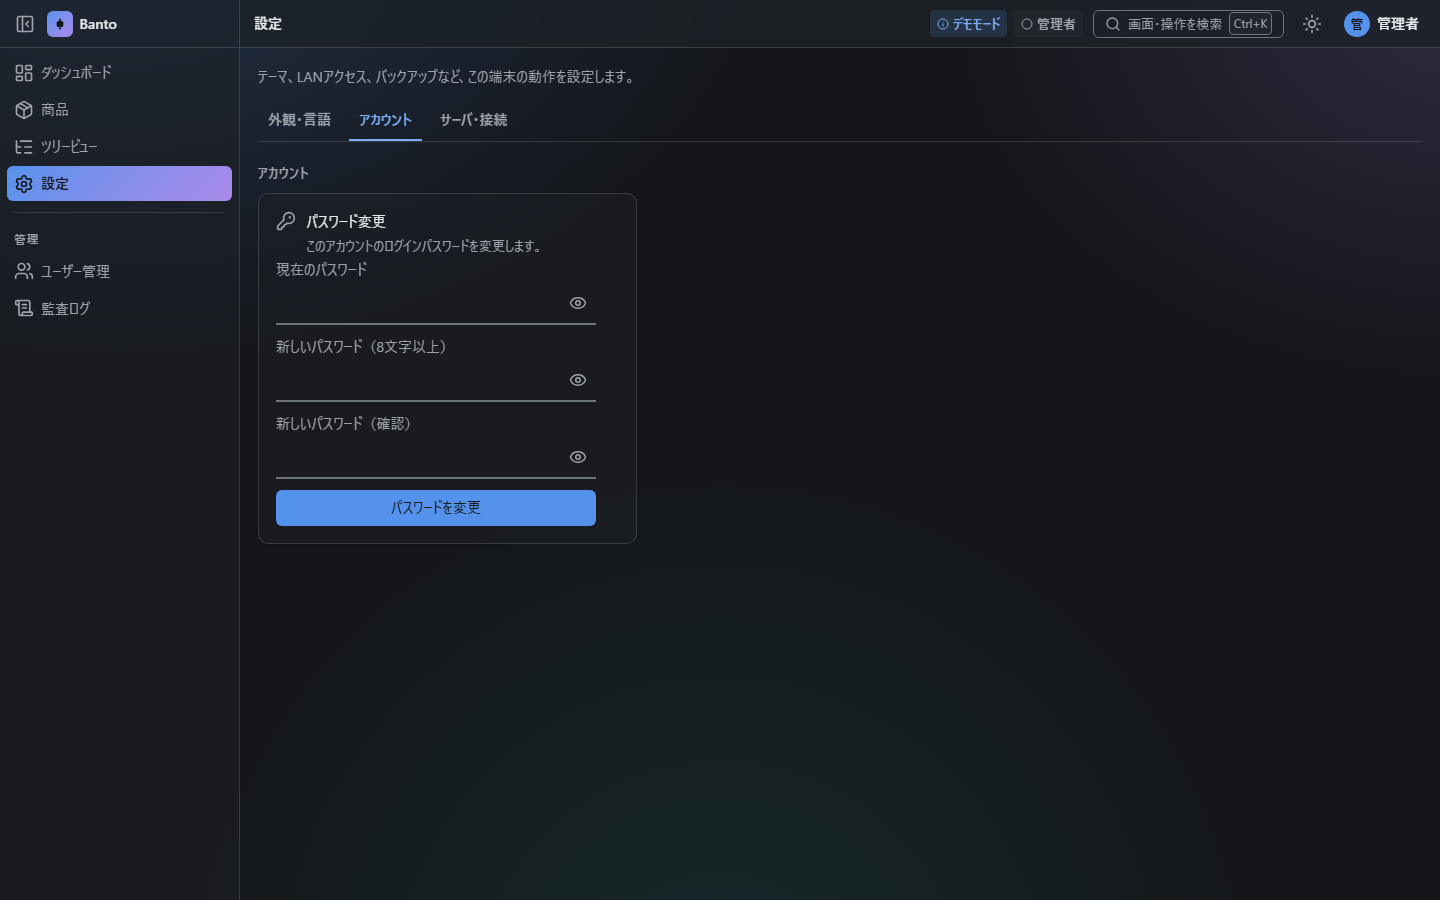 Banto
設定
デモモード
管理者
画面・操作を検索 Ctrl+K
管 管理者
ダッシュボード
商品
ツリービュー
設定
管理
ユーザー管理
監査ログ
テーマ、LANアクセス、バックアップなど、この端末の動作を設定します。
外観・言語 アカウント サーバ・接続
アカウント
パスワード変更
このアカウントのログインパスワードを変更します。
現在のパスワード
新しいパスワード（8文字以上）
新しいパスワード（確認）
パスワードを変更